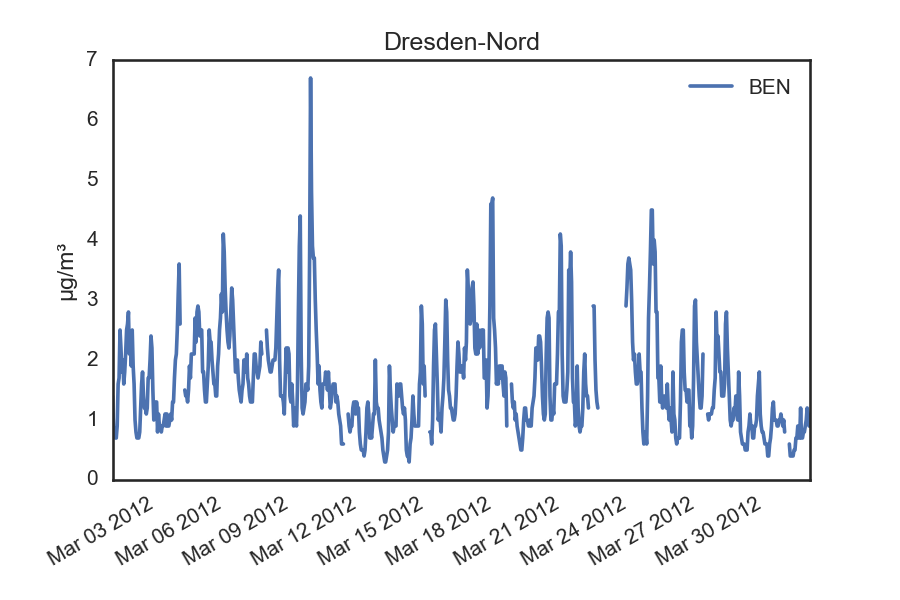 Dresden-Nord
7
6
5
4
3
2
1
0
µg/m³
BEN
Mar 03 2012
Mar 06 2012
Mar 09 2012
Mar 12 2012
Mar 15 2012
Mar 18 2012
Mar 21 2012
Mar 24 2012
Mar 27 2012
Mar 30 2012